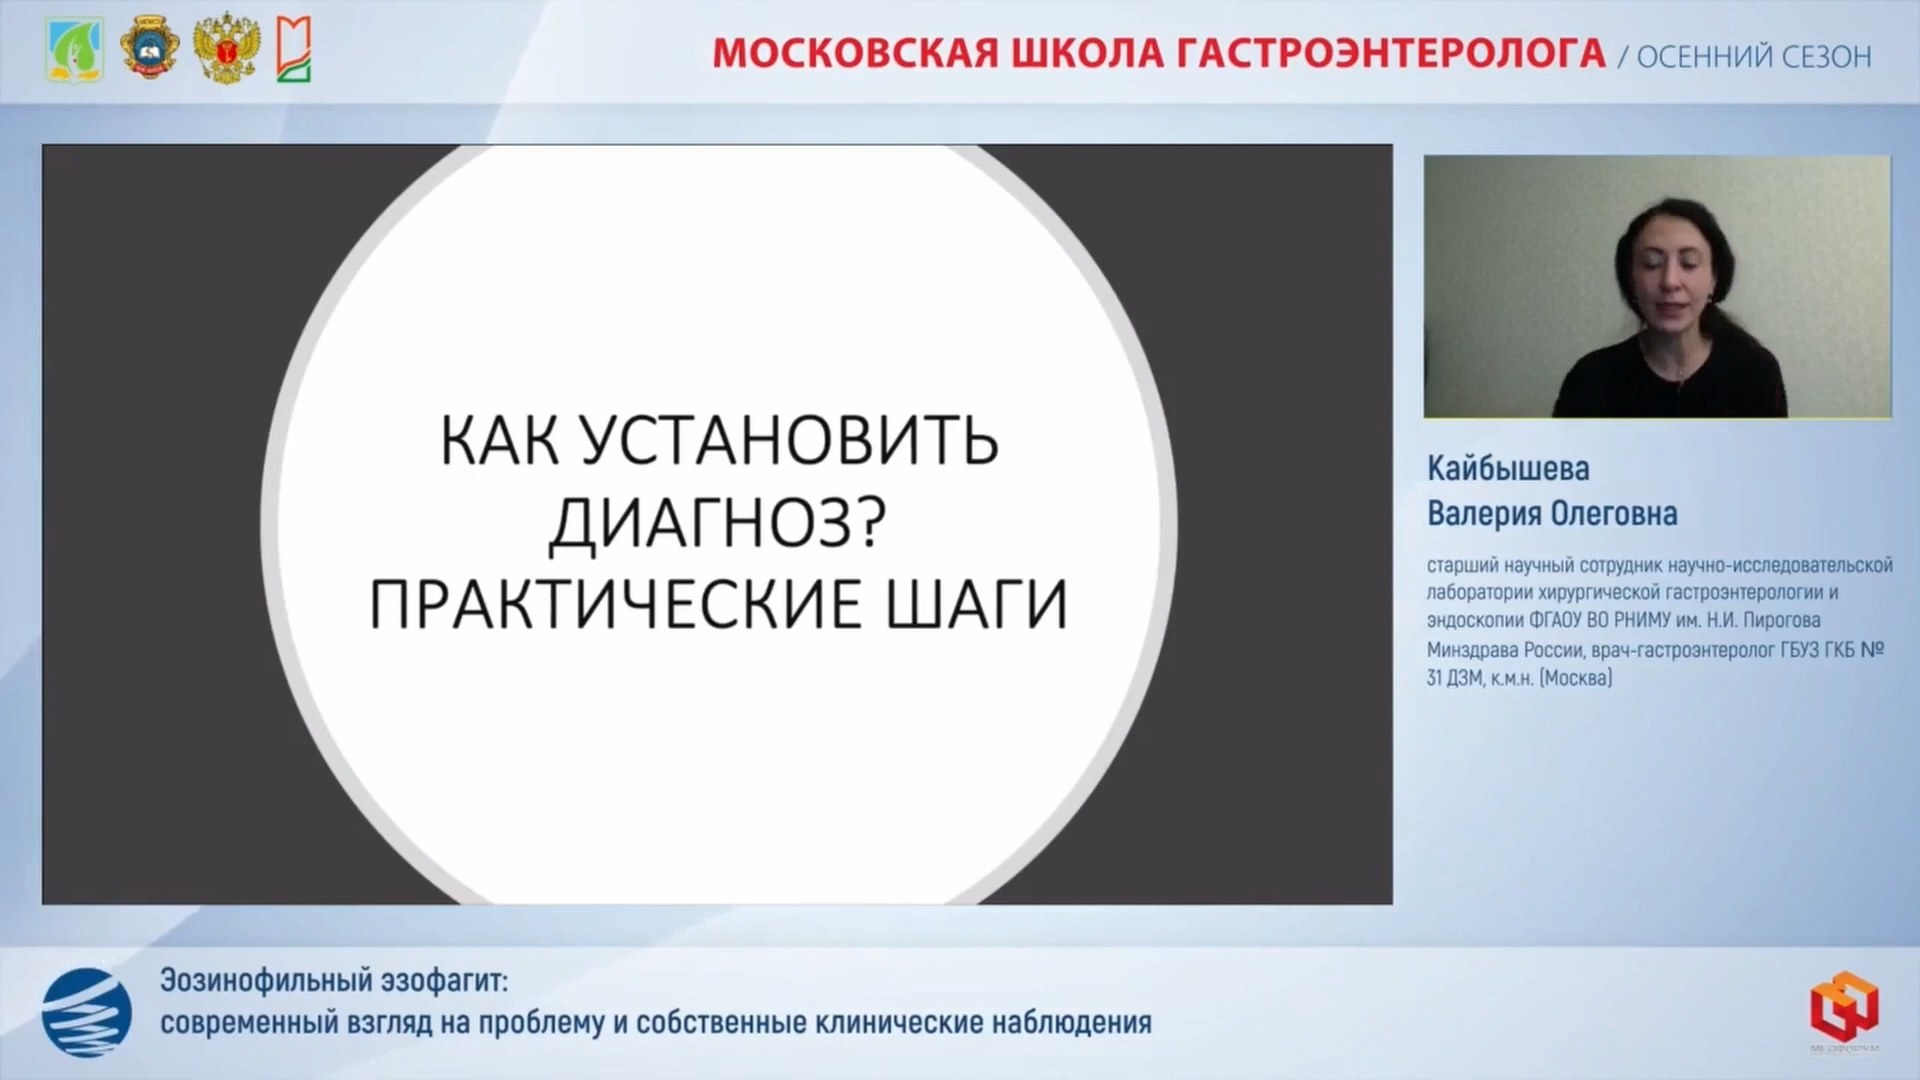 МОСКОВСКАЯ ШКОЛА ГАСТРОЭНТЕРОЛОГА / ОСЕННИЙ СЕЗОН
КАК УСТАНОВИТЬ
ДИАГНОЗ?
ПРАКТИЧЕСКИЕ ШАГИ
Кайбышева
Валерия Олеговна
старший научный сотрудник научно-исследовательской
лаборатории хирургической гастроэнтерологии и
эндоскопии ФГАОУ ВО РНИМУ им. Н.И. Пирогова
Минздрава России, врач-гастроэнтеролог ГБУЗ ГКБ №
31 ДЗМ, к.м.н. (Москва)
Эозинофильный эзофагит:
современный взгляд на проблему и собственные клинические наблюдения
МЕДФОРУМ